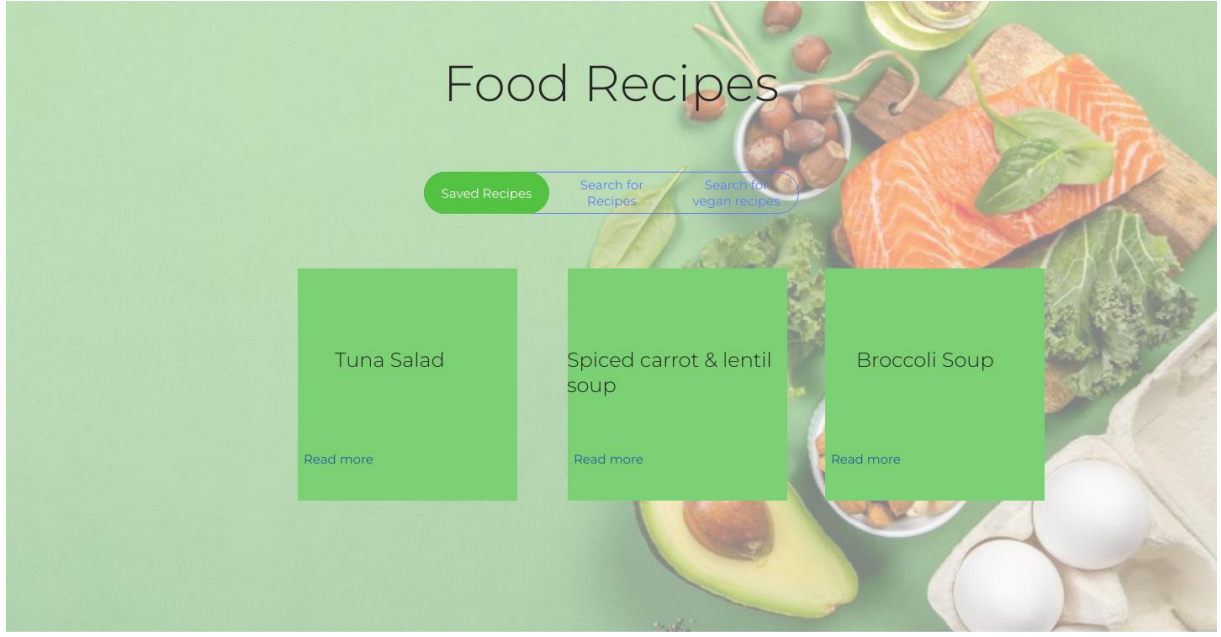 Food Recipes
Saved Recipes
Search for
Recipes
Search for
vegan recipes
Tuna Salad
Spiced carrot & lentil
soup
Broccoli Soup
Read more
Read more
Read more